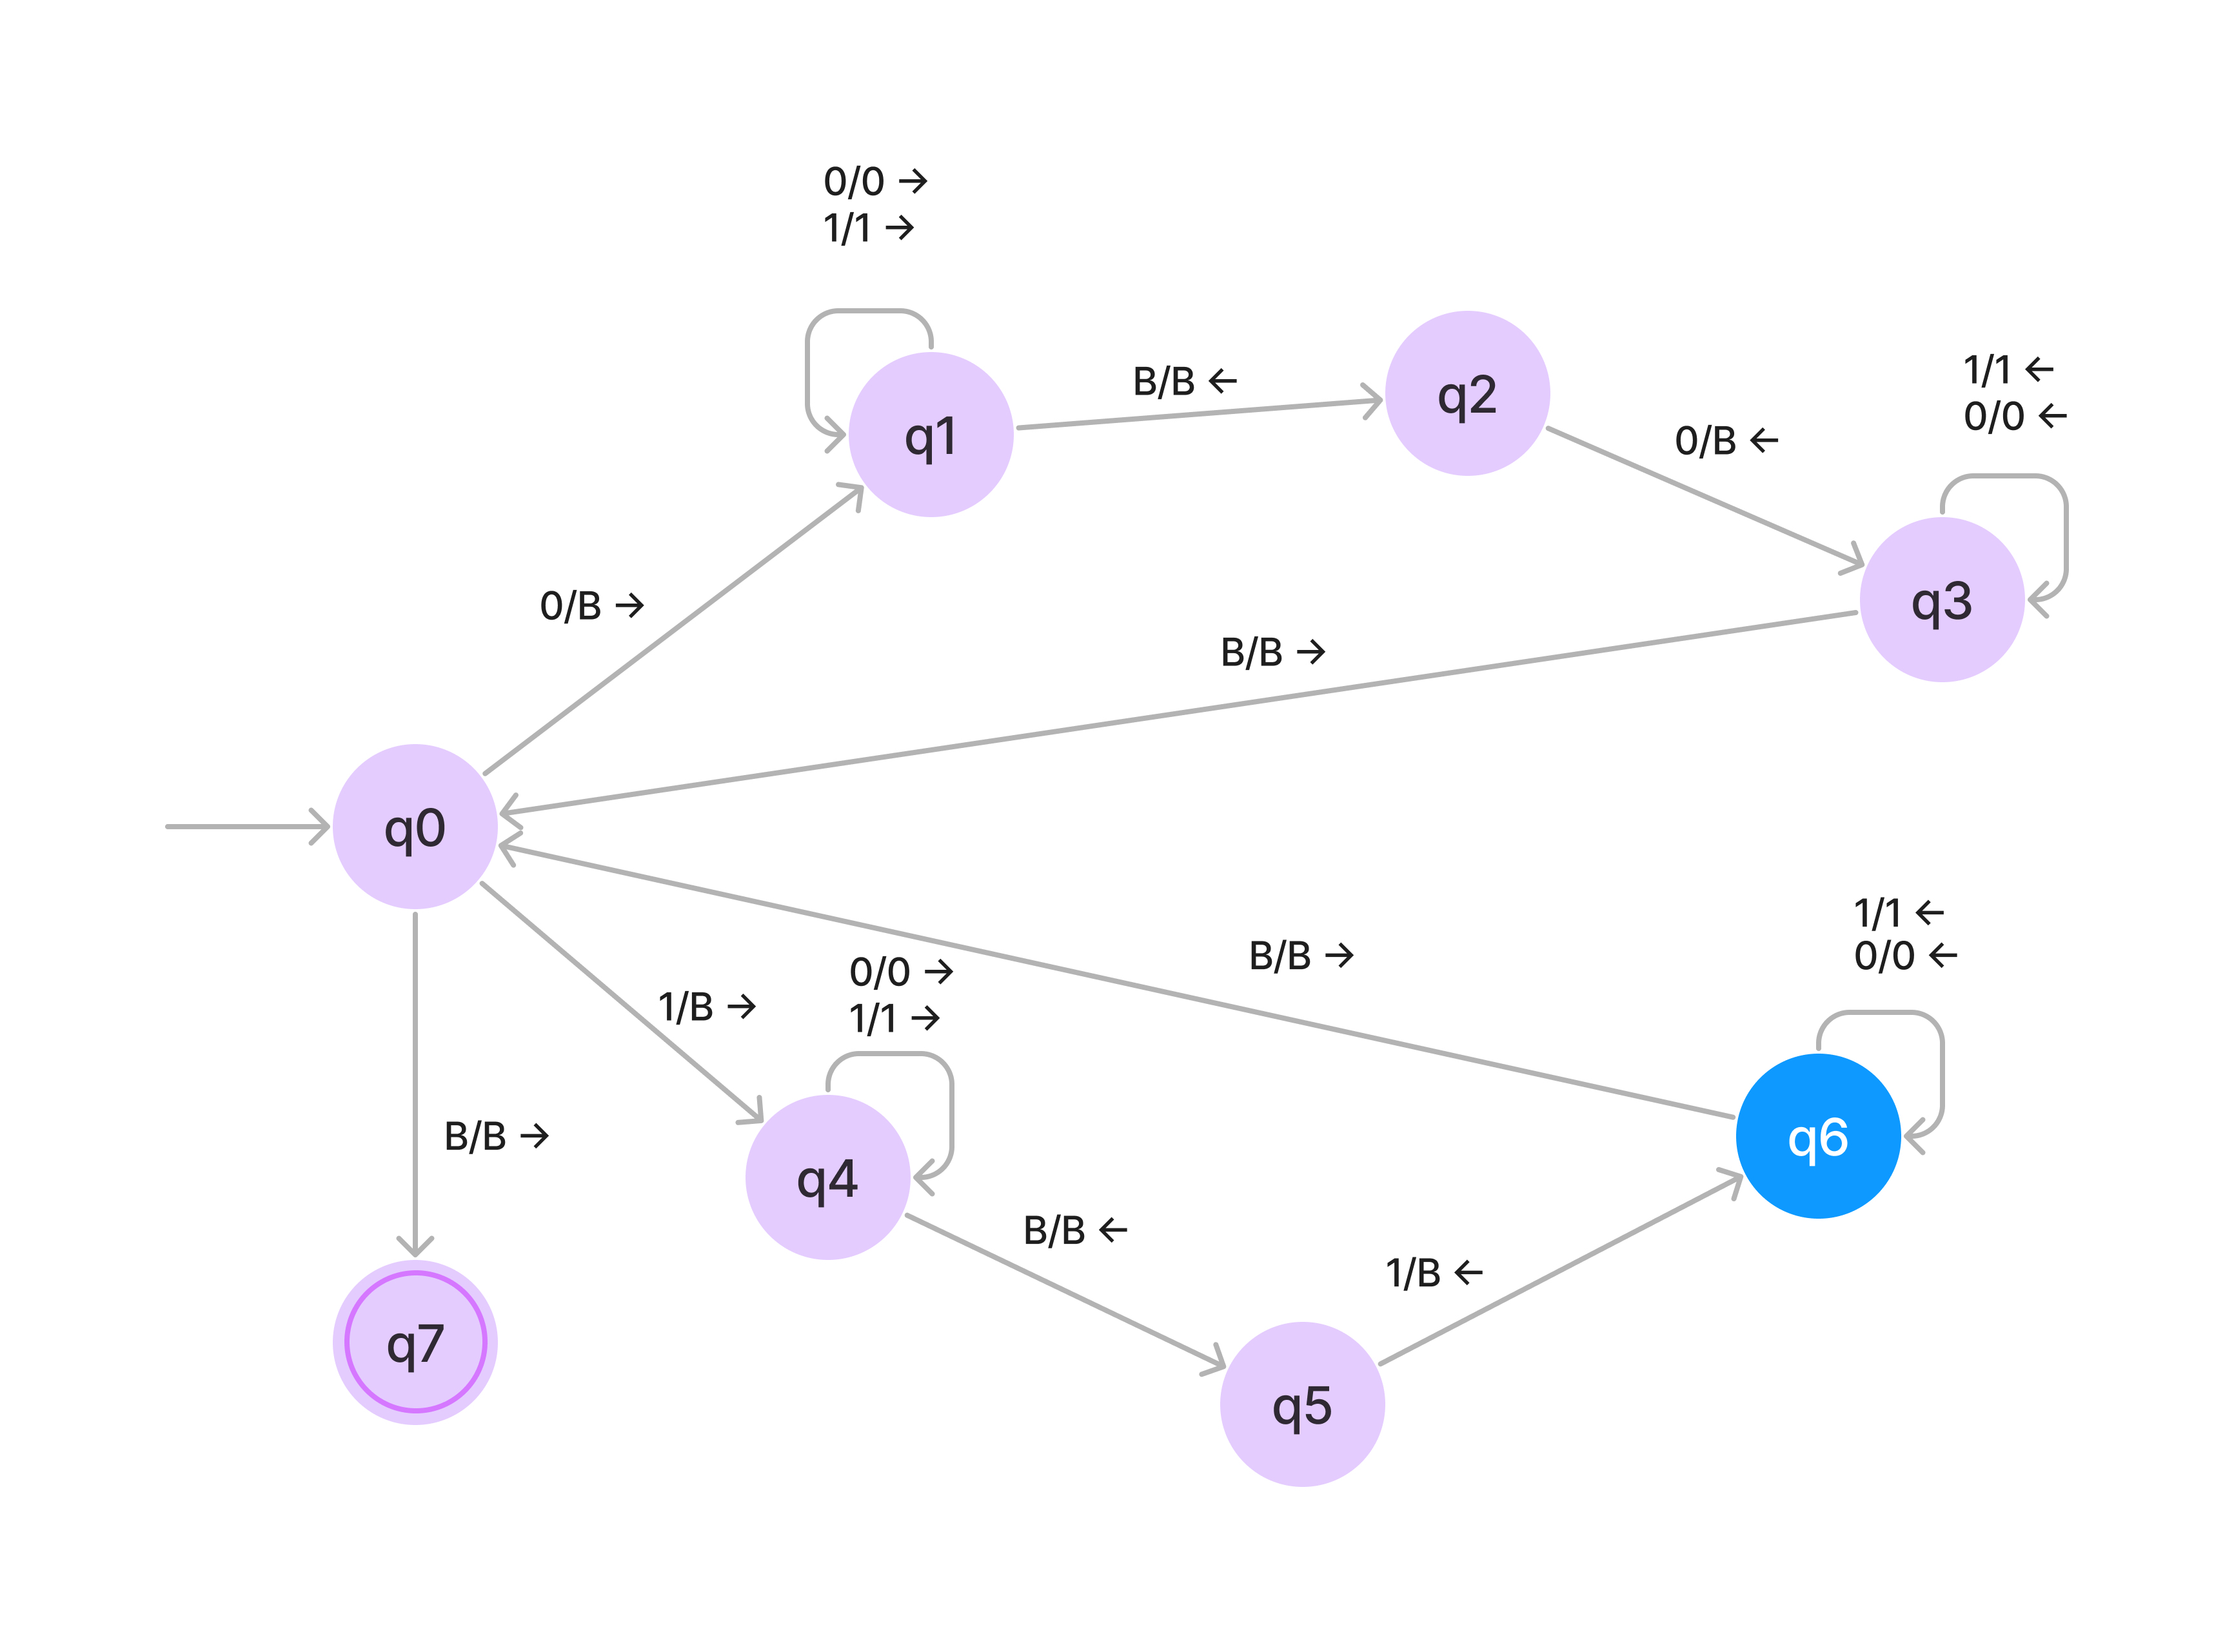 0/0 →
1/1 →
B/B ←
q2
1/1 ←
0/0 ←
q1
0/B ←
0/B →
q3
B/B →
q0
1/1 ←
0/0 ←
B/B →
0/0 →
1/1 →
1/B →
B/B →
q6
q4
B/B ←
1/B ←
q7
q5